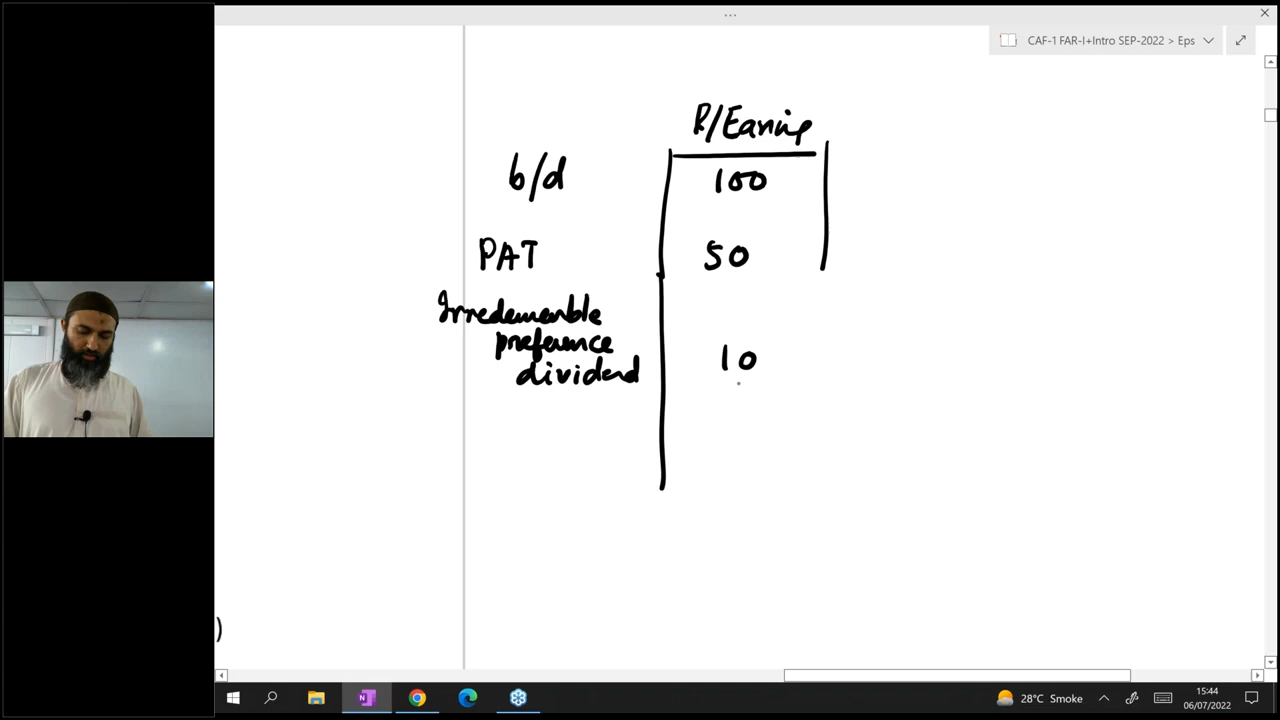 CAF-1 FAR-I+Intro SEP-2022 > Eps
R/Earning
b/d 100
PAT 50
Irredeemable
preference
dividend 10
)
28°C Smoke
15:44
06/07/2022